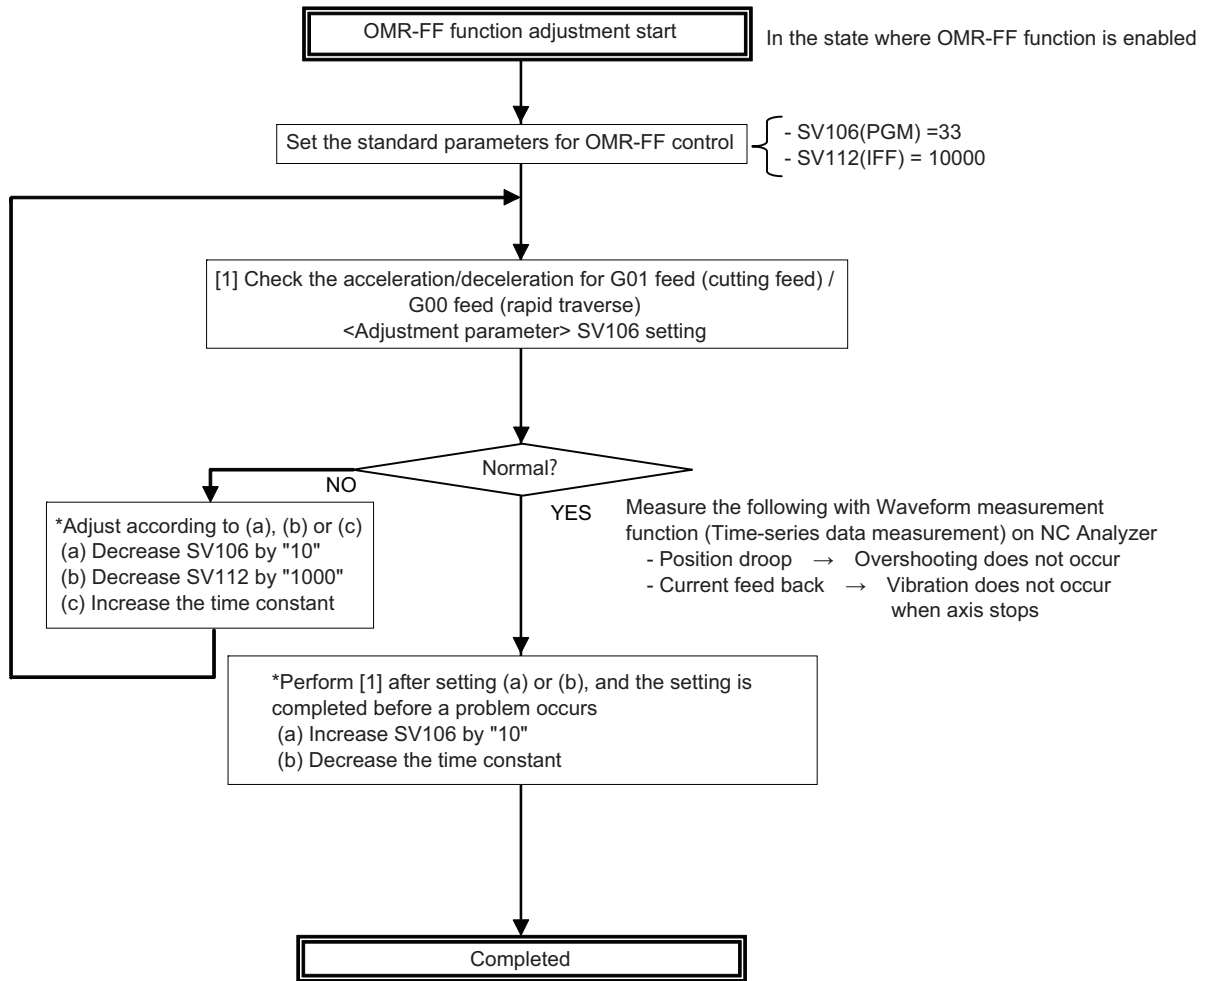 OMR-FF function adjustment start
In the state where OMR-FF function is enabled
Set the standard parameters for OMR-FF control
- SV106(PGM) =33
- SV112(IFF) = 10000
[1] Check the acceleration/deceleration for G01 feed (cutting feed) /
G00 feed (rapid traverse)
<Adjustment parameter> SV106 setting
Normal?
NO
YES
*Adjust according to (a), (b) or (c)
(a) Decrease SV106 by "10"
(b) Decrease SV112 by "1000"
(c) Increase the time constant
Measure the following with Waveform measurement
function (Time-series data measurement) on NC Analyzer
- Position droop → Overshooting does not occur
- Current feed back → Vibration does not occur
when axis stops
*Perform [1] after setting (a) or (b), and the setting is
completed before a problem occurs
(a) Increase SV106 by "10"
(b) Decrease the time constant
Completed